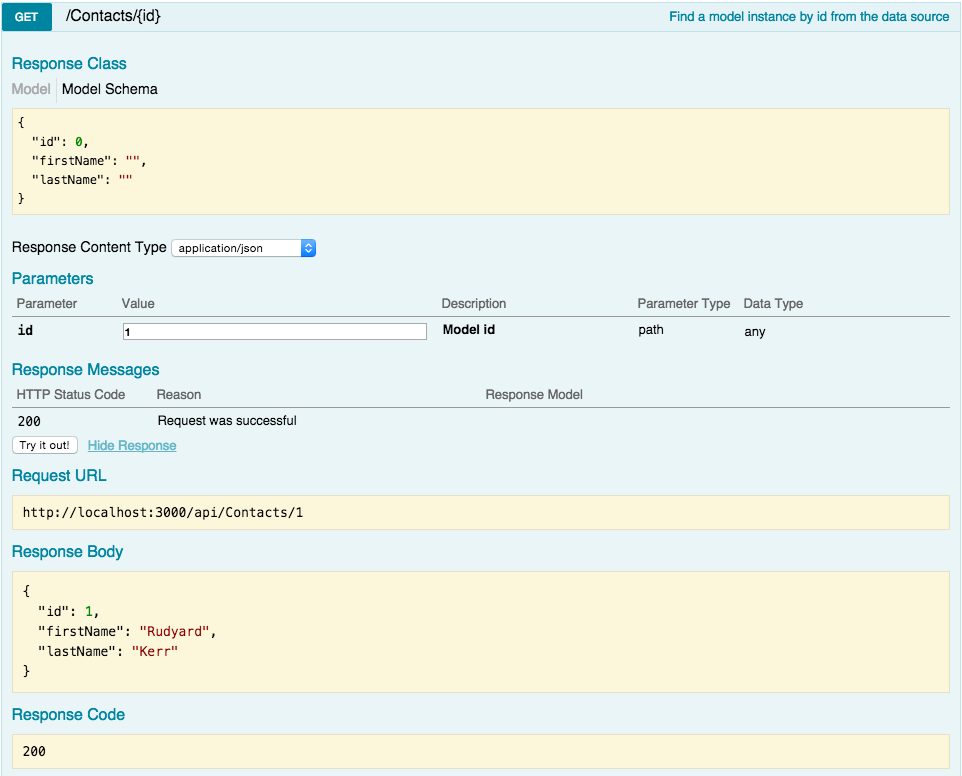 GET /Contacts/{id} Find a model instance by id from the data source
Response Class
Model Model Schema
{
"id": 0,
"firstName": "",
"lastName": ""
}
Response Content Type application/json
Parameters
Parameter Value Description Parameter Type Data Type
id 1 Model id path any
Response Messages
HTTP Status Code Reason Response Model
200 Request was successful
Try it out! Hide Response
Request URL
http://localhost:3000/api/Contacts/1
Response Body
{
"id": 1,
"firstName": "Rudyard",
"lastName": "Kerr"
}
Response Code
200